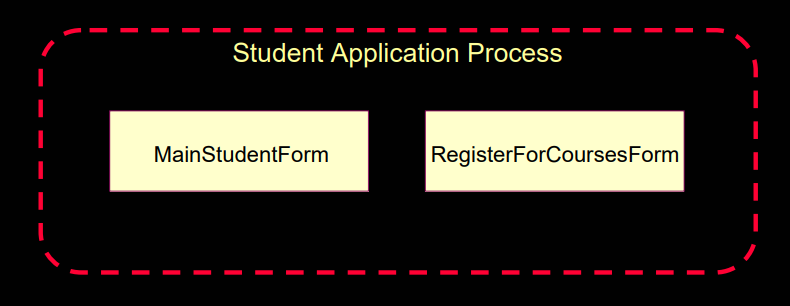 Student Application Process
MainStudentForm
RegisterForCoursesForm